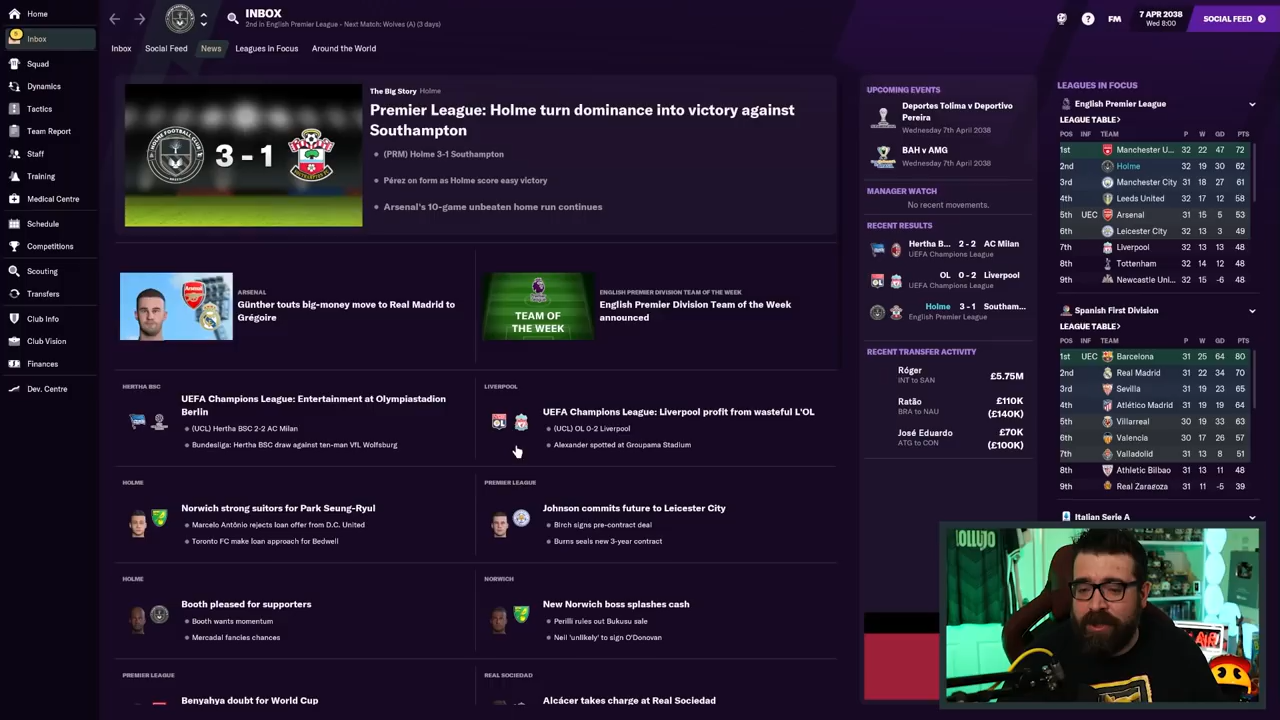 Home
Inbox
Squad
Dynamics
Tactics
Team Report
Staff
Training
Medical Centre
Schedule
Competitions
Scouting
Transfers
Club Info
Club Vision
Finances
Dev. Centre
INBOX
2nd in English Premier League - Next Match: Wolves (A) (3 days)
FM
7 APR 2038
Wed 8:00
SOCIAL FEED
Inbox Social Feed News Leagues in Focus Around the World
3 - 1
The Big Story Holme
Premier League: Holme turn dominance into victory against
Southampton
(PRM) Holme 3-1 Southampton
Pérez on form as Holme score easy victory
Arsenal's 10-game unbeaten home run continues
ARSENAL
Günther touts big-money move to Real Madrid to
Grégoire
TEAM OF
THE WEEK
ENGLISH PREMIER DIVISION TEAM OF THE WEEK
English Premier Division Team of the Week
announced
HERTHA BSC
UEFA Champions League: Entertainment at Olympiastadion
Berlin
(UCL) Hertha BSC 2-2 AC Milan
Bundesliga: Hertha BSC draw against ten-man VfL Wolfsburg
LIVERPOOL
UEFA Champions League: Liverpool profit from wasteful L'OL
(UCL) OL 0-2 Liverpool
Alexander spotted at Groupama Stadium
HOLME
Norwich strong suitors for Park Seung-Ryul
Marcelo Antônio rejects loan offer from D.C. United
Toronto FC make loan approach for Bedwell
PREMIER LEAGUE
Johnson commits future to Leicester City
Birch signs pre-contract deal
Burns seals new 3-year contract
HOLME
Booth pleased for supporters
Booth wants momentum
Mercadal fancies chances
NORWICH
New Norwich boss splashes cash
Perilli rules out Bukusu sale
Neil 'unlikely' to sign O'Donovan
PREMIER LEAGUE
Benyahya doubt for World Cup
REAL SOCIEDAD
Alcácer takes charge at Real Sociedad
UPCOMING EVENTS
Deportes Tolima v Deportivo
Pereira
Wednesday 7th April 2038
BAH v AMG
Wednesday 7th April 2038
MANAGER WATCH
No recent movements.
RECENT RESULTS
Hertha B... 2 - 2 AC Milan
UEFA Champions League
OL 0 - 2 Liverpool
UEFA Champions League
Holme 3 - 1 Southam...
English Premier League
RECENT TRANSFER ACTIVITY
Róger
INT to SAN
£5.75M
Ratão
BRA to NAU
£110K
(£140K)
José Eduardo
ATG to CON
£70K
(£100K)
LEAGUES IN FOCUS
English Premier League
LEAGUE TABLE>
POS INF TEAM P W GD PTS
1st Manchester U... 32 22 47 72
2nd Holme 32 19 30 62
3rd Manchester City 31 18 27 61
4th Leeds United 32 17 12 58
5th UEC Arsenal 31 15 5 53
6th Leicester City 32 13 3 49
7th Liverpool 32 13 13 48
8th Tottenham 32 14 12 48
9th Newcastle Uni... 32 15 -6 48
Spanish First Division
LEAGUE TABLE>
POS INF TEAM P W GD PTS
1st UEC Barcelona 31 25 64 80
2nd Real Madrid 31 22 34 70
3rd Sevilla 31 19 23 65
4th Atlético Madrid 31 19 19 64
5th Villarreal 30 19 33 63
6th Valencia 30 17 26 57
7th Valladolid 31 13 8 51
8th Athletic Bilbao 31 13 11 48
9th Real Zaragoza 31 11 -5 39
Italian Serie A